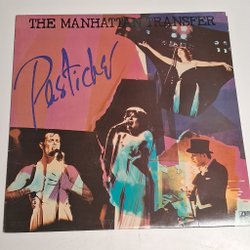 THE MANHATTAN TRANSFER
Pastiche